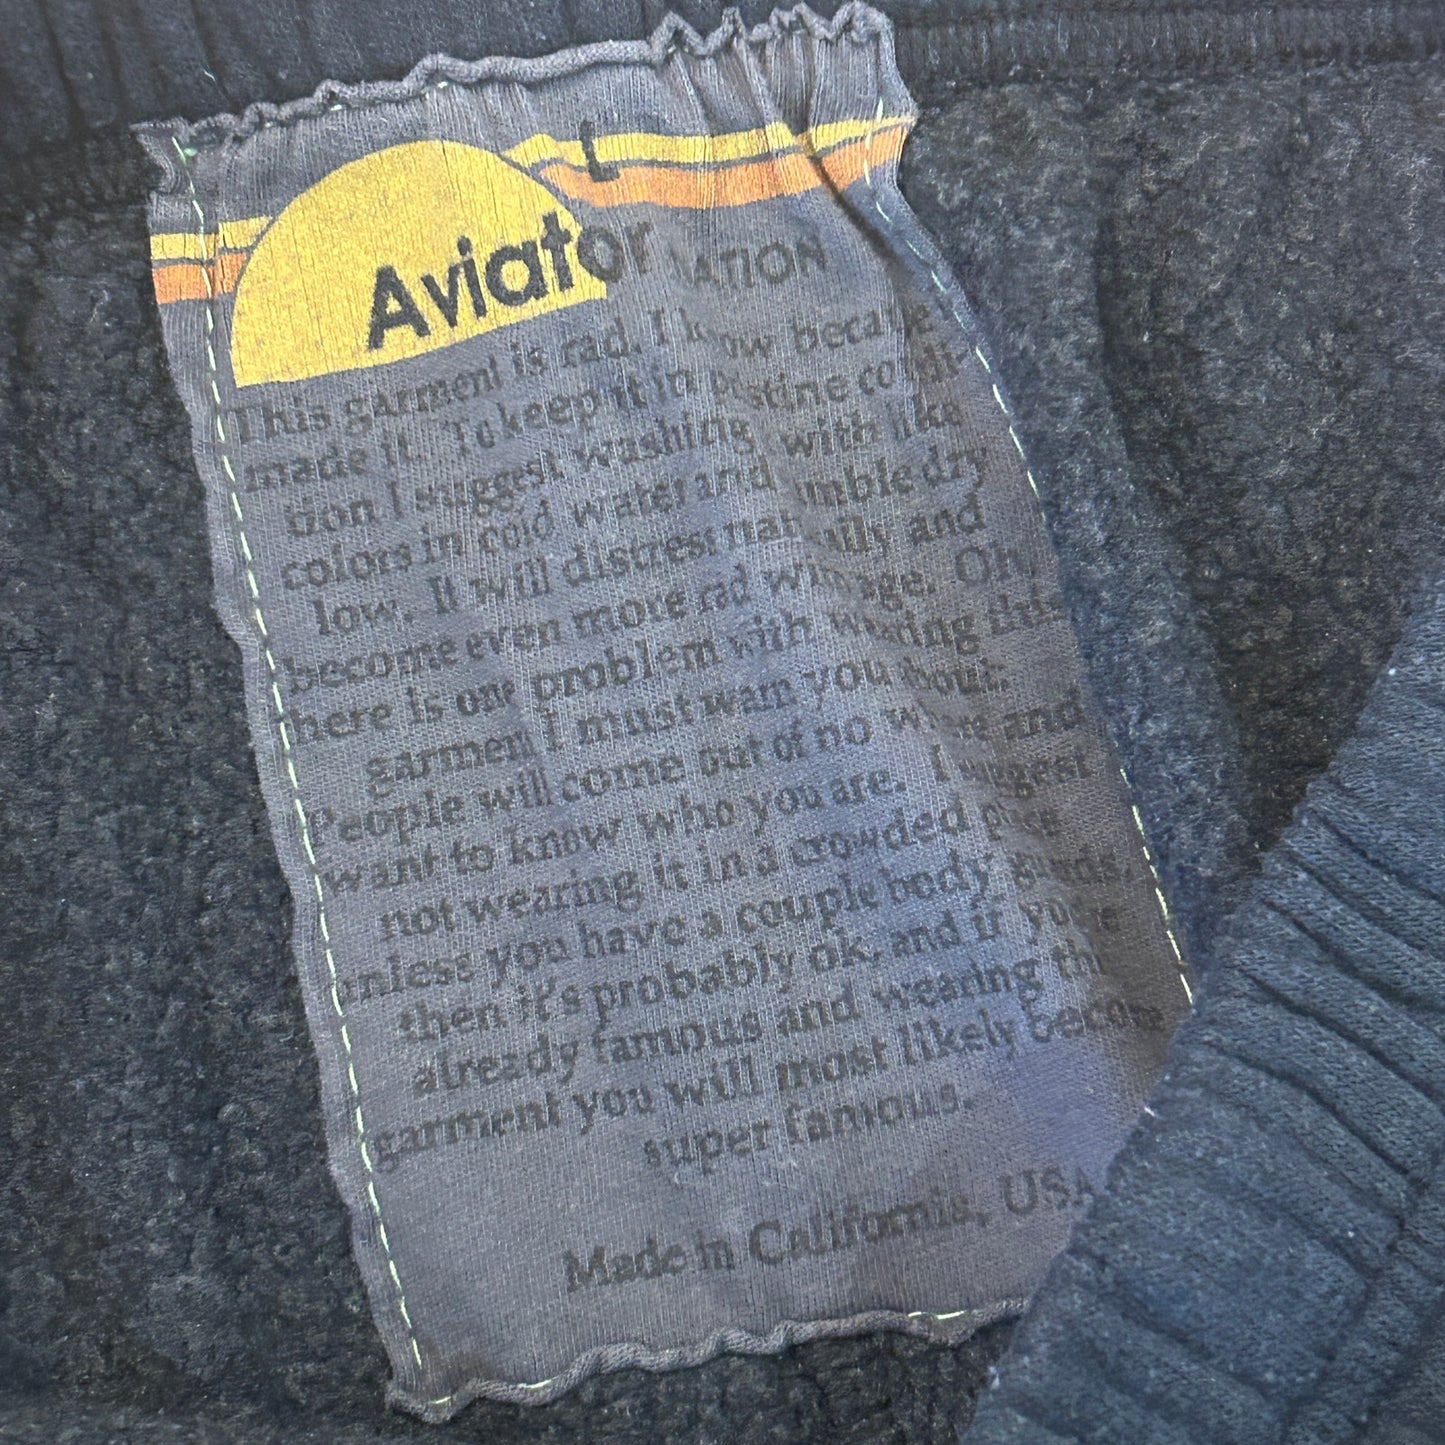 L
Aviator NATION
This garment is rad. I know because I
made it. To keep it in pristine condi-
tion I suggest washing with like
colors in cold water and tumble dry
low. It will distress naturally and
become even more rad w/ age. Oh,
there is one problem with wearing this
garment I must warn you about:
People will come out of no where and
want to know who you are. I suggest
not wearing it in a crowded place
unless you have a couple body guards,
then it's probably ok, and if you're
already famous and wearing this
garment you will most likely become
super famous.
Made in California, USA